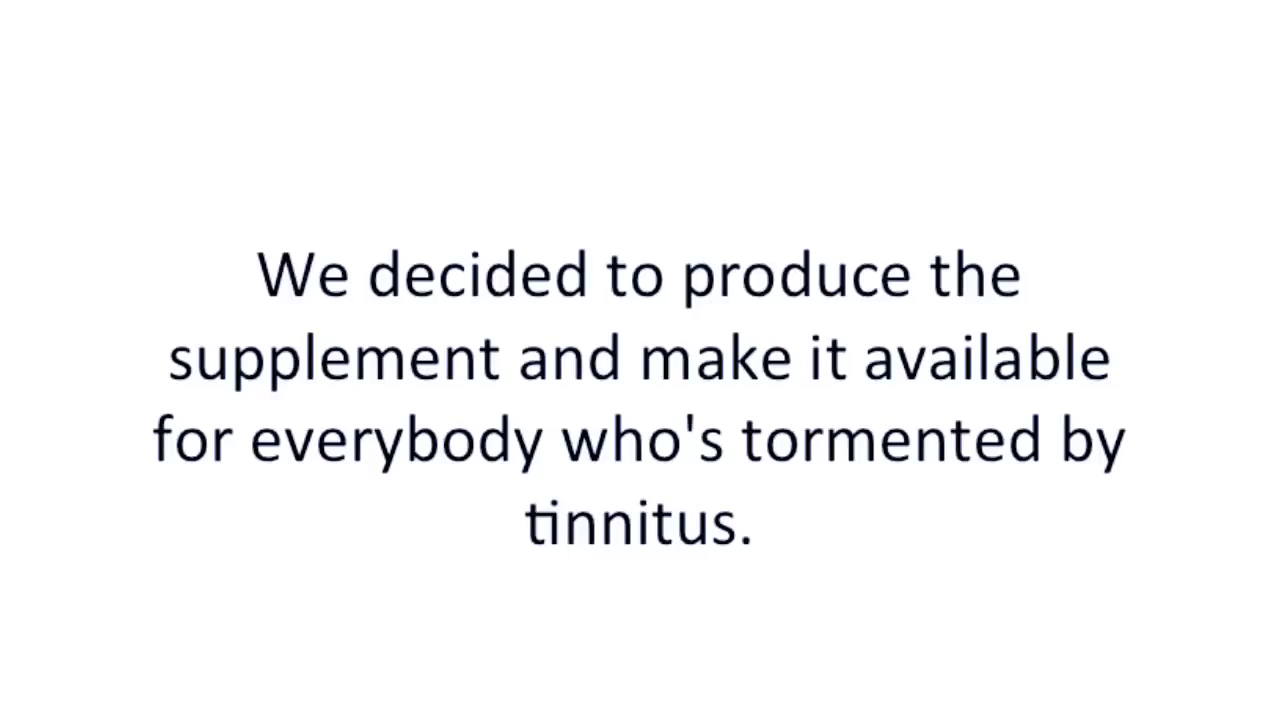 We decided to produce the
supplement and make it available
for everybody who's tormented by
tinnitus.